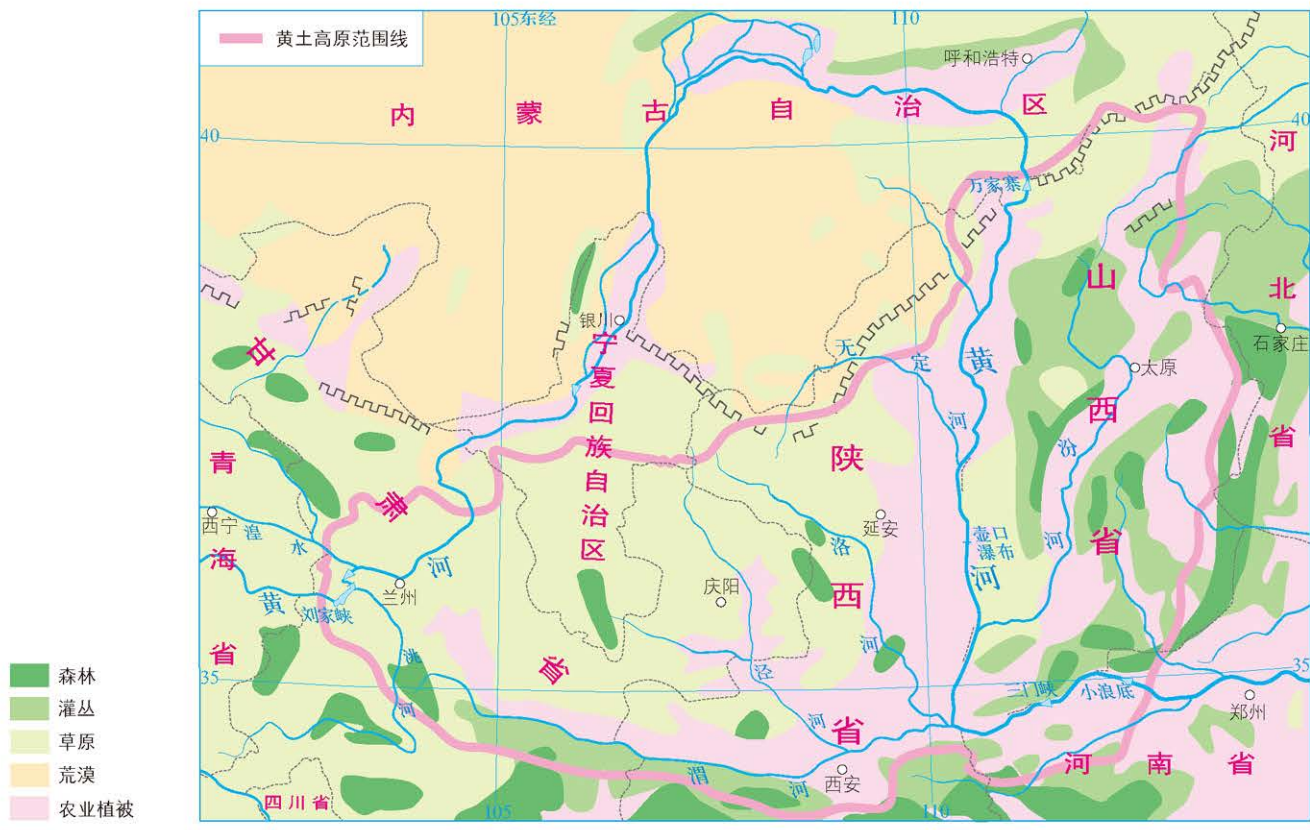 黄土高原范围线
105东经
110
呼和浩特
内蒙古自治区
40
40
河北省
万家寨
山西省
银川
宁夏回族自治区
石家庄
甘肃省
无定河
黄河
太原
汾河
陕西省
青海省
西宁
湟水
延安
洛河
壶口
瀑布
黄河
兰州
刘家峡
庆阳
洮河
泾河
35
35
三门峡
小浪底
郑州
渭河
西安
河南省
四川省
105
110
森林
灌丛
草原
荒漠
农业植被